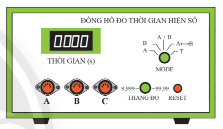 ĐỒNG HỒ ĐO THỜI GIAN HIỆN SỐ
0000
THỜI GIAN (s)
A | B
B A↔B
A T
MODE
A B C
9,999 99,99
THANG ĐO RESET